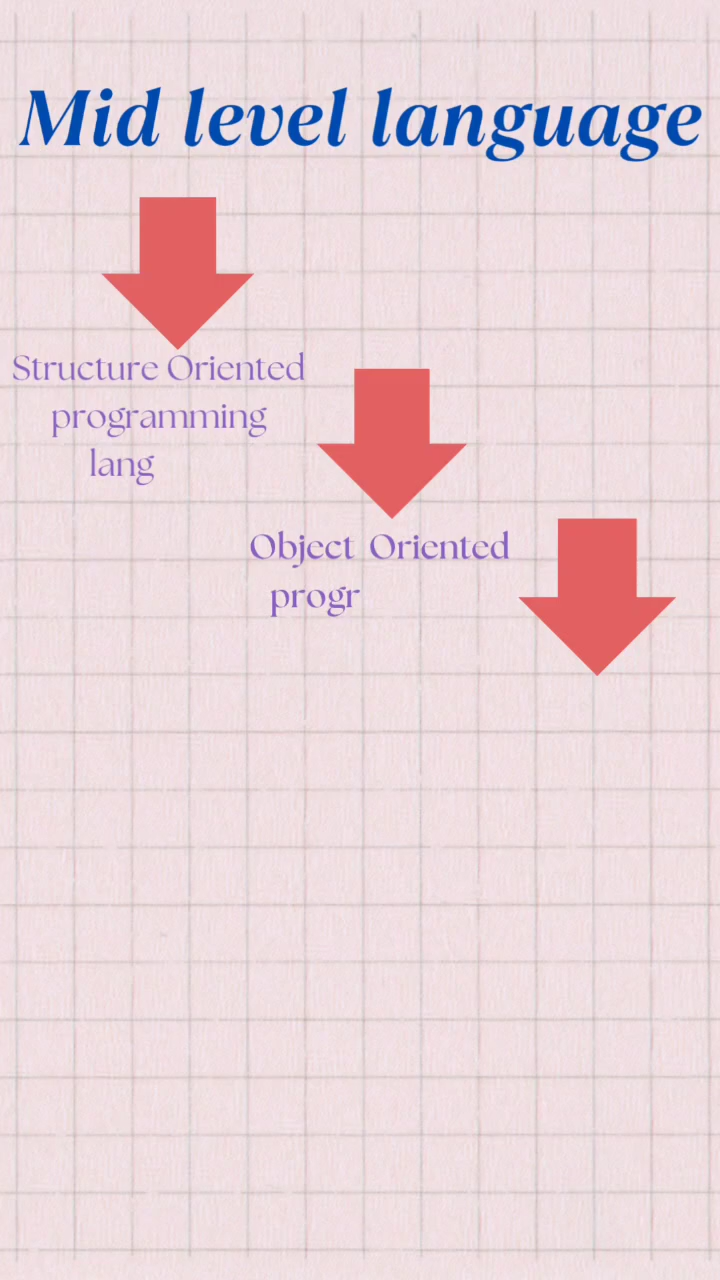 Mid level language
Structure Oriented
programming
lang
Object Oriented
progr